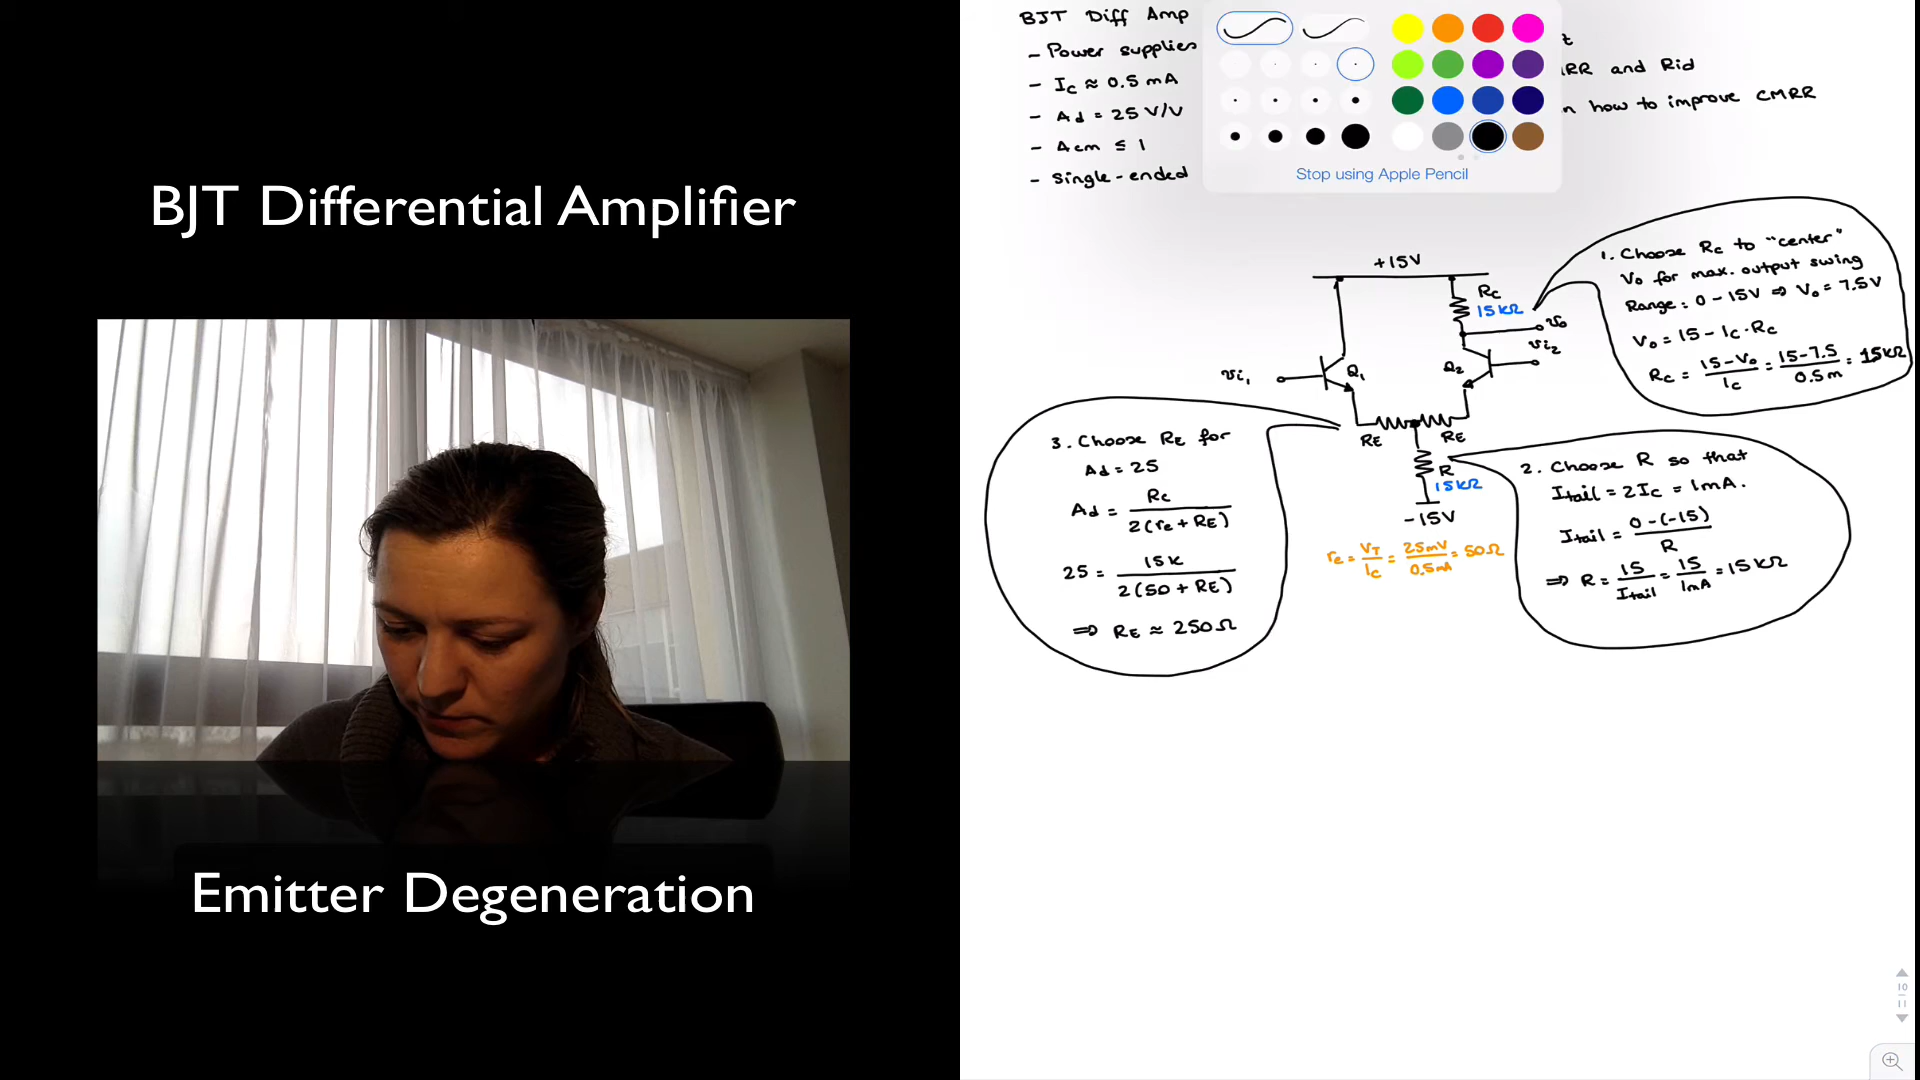 BJT Differential Amplifier
Emitter Degeneration
BJT Diff Amp
- Power supplies
- Ic ≈ 0.5 mA
- Ad = 25 V/V
- Acm ≤ 1
- Single-ended
RR and Rid
how to improve CMRR
Stop using Apple Pencil
+15V
Rc
15kΩ
vo
vi2
vi1
Q1
Q2
RE
RE
R
15kΩ
-15V
re = VT/Ic = 25mV/0.5mA = 50Ω
1. Choose Rc to "center"
Vo for max. output swing
Range: 0-15V ⇒ Vo = 7.5V
Vo = 15 - Ic·Rc
Rc = (15-Vo)/Ic = (15-7.5)/0.5m = 15kΩ
2. Choose R so that
Itail = 2Ic = 1mA.
Itail = (0-(-15))/R
⇒ R = 15/Itail = 15/1mA = 15kΩ
3. Choose RE for
Ad = 25
Ad = Rc/(2(re+RE))
25 = 15k/(2(50+RE))
⇒ RE ≈ 250Ω
10
11